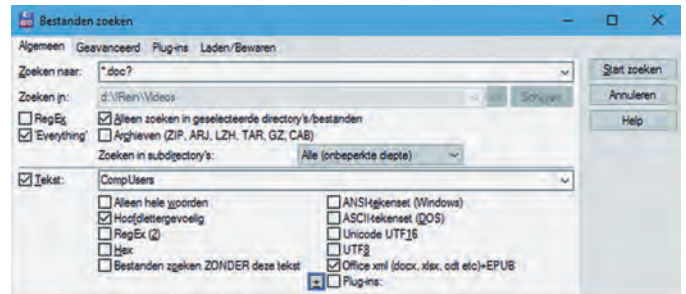 Bestanden zoeken
Algemeen Geavanceerd Plug-ins Laden/Bewaren
Zoeken naar: *.doc? Start zoeken
Zoeken in: d:\!Rein\Videos >> Schijven Annuleren
RegEx Alleen zoeken in geselecteerde directory's/bestanden Help
'Everything' Archieven (ZIP, ARJ, LZH, TAR, GZ, CAB)
Zoeken in subdirectory's: Alle (onbeperkte diepte)
Tekst: CompUsers
Alleen hele woorden ANSI-tekenset (Windows)
Hoofdlettergevoelig ASCII-tekenset (DOS)
RegEx (2) Unicode UTF16
Hex UTF8
Bestanden zoeken ZONDER deze tekst Office xml (docx, xlsx, odt etc)+EPUB
Plug-ins: